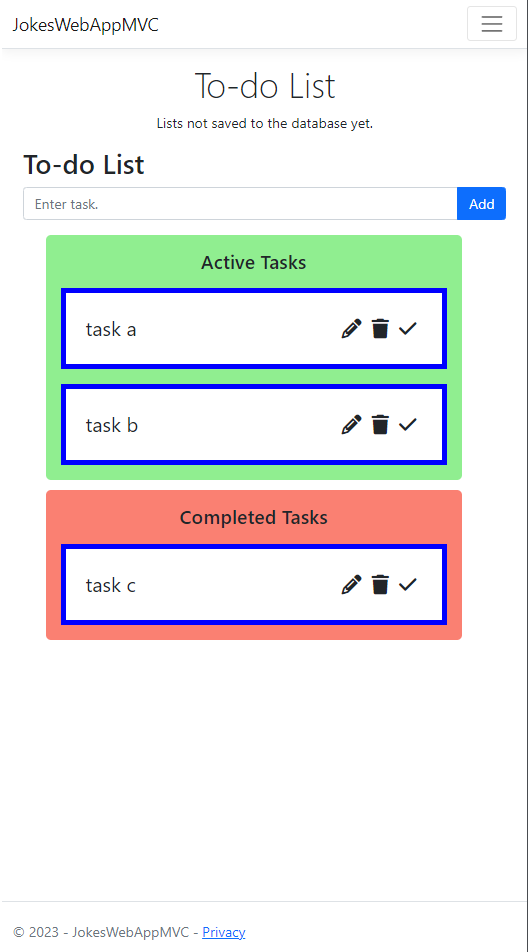 JokesWebAppMVC
To-do List
Lists not saved to the database yet.
To-do List
Enter task.
Add
Active Tasks
task a
task b
Completed Tasks
task c
© 2023 - JokesWebAppMVC - Privacy